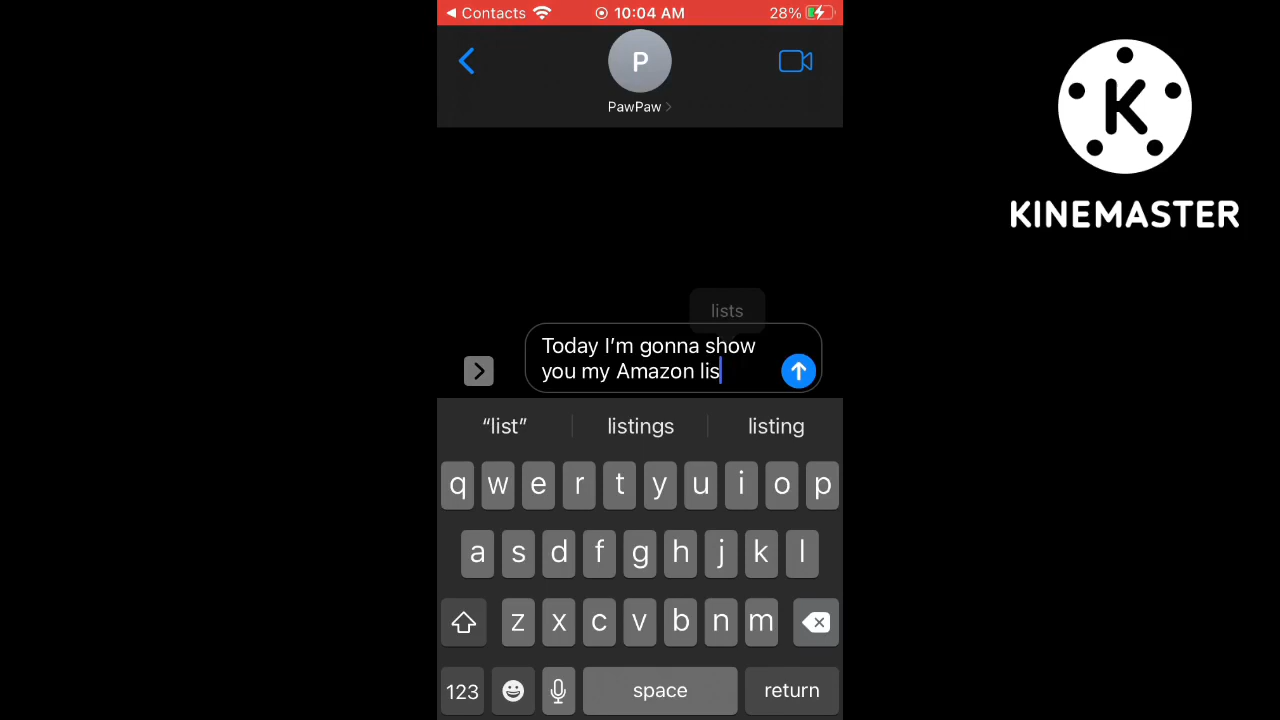 Contacts 10:04 AM 28%
P
PawPaw
K
KINEMASTER
lists
Today I’m gonna show
you my Amazon lis
“list” listings listing
q w e r t y u i o p
a s d f g h j k l
z x c v b n m
123 space return